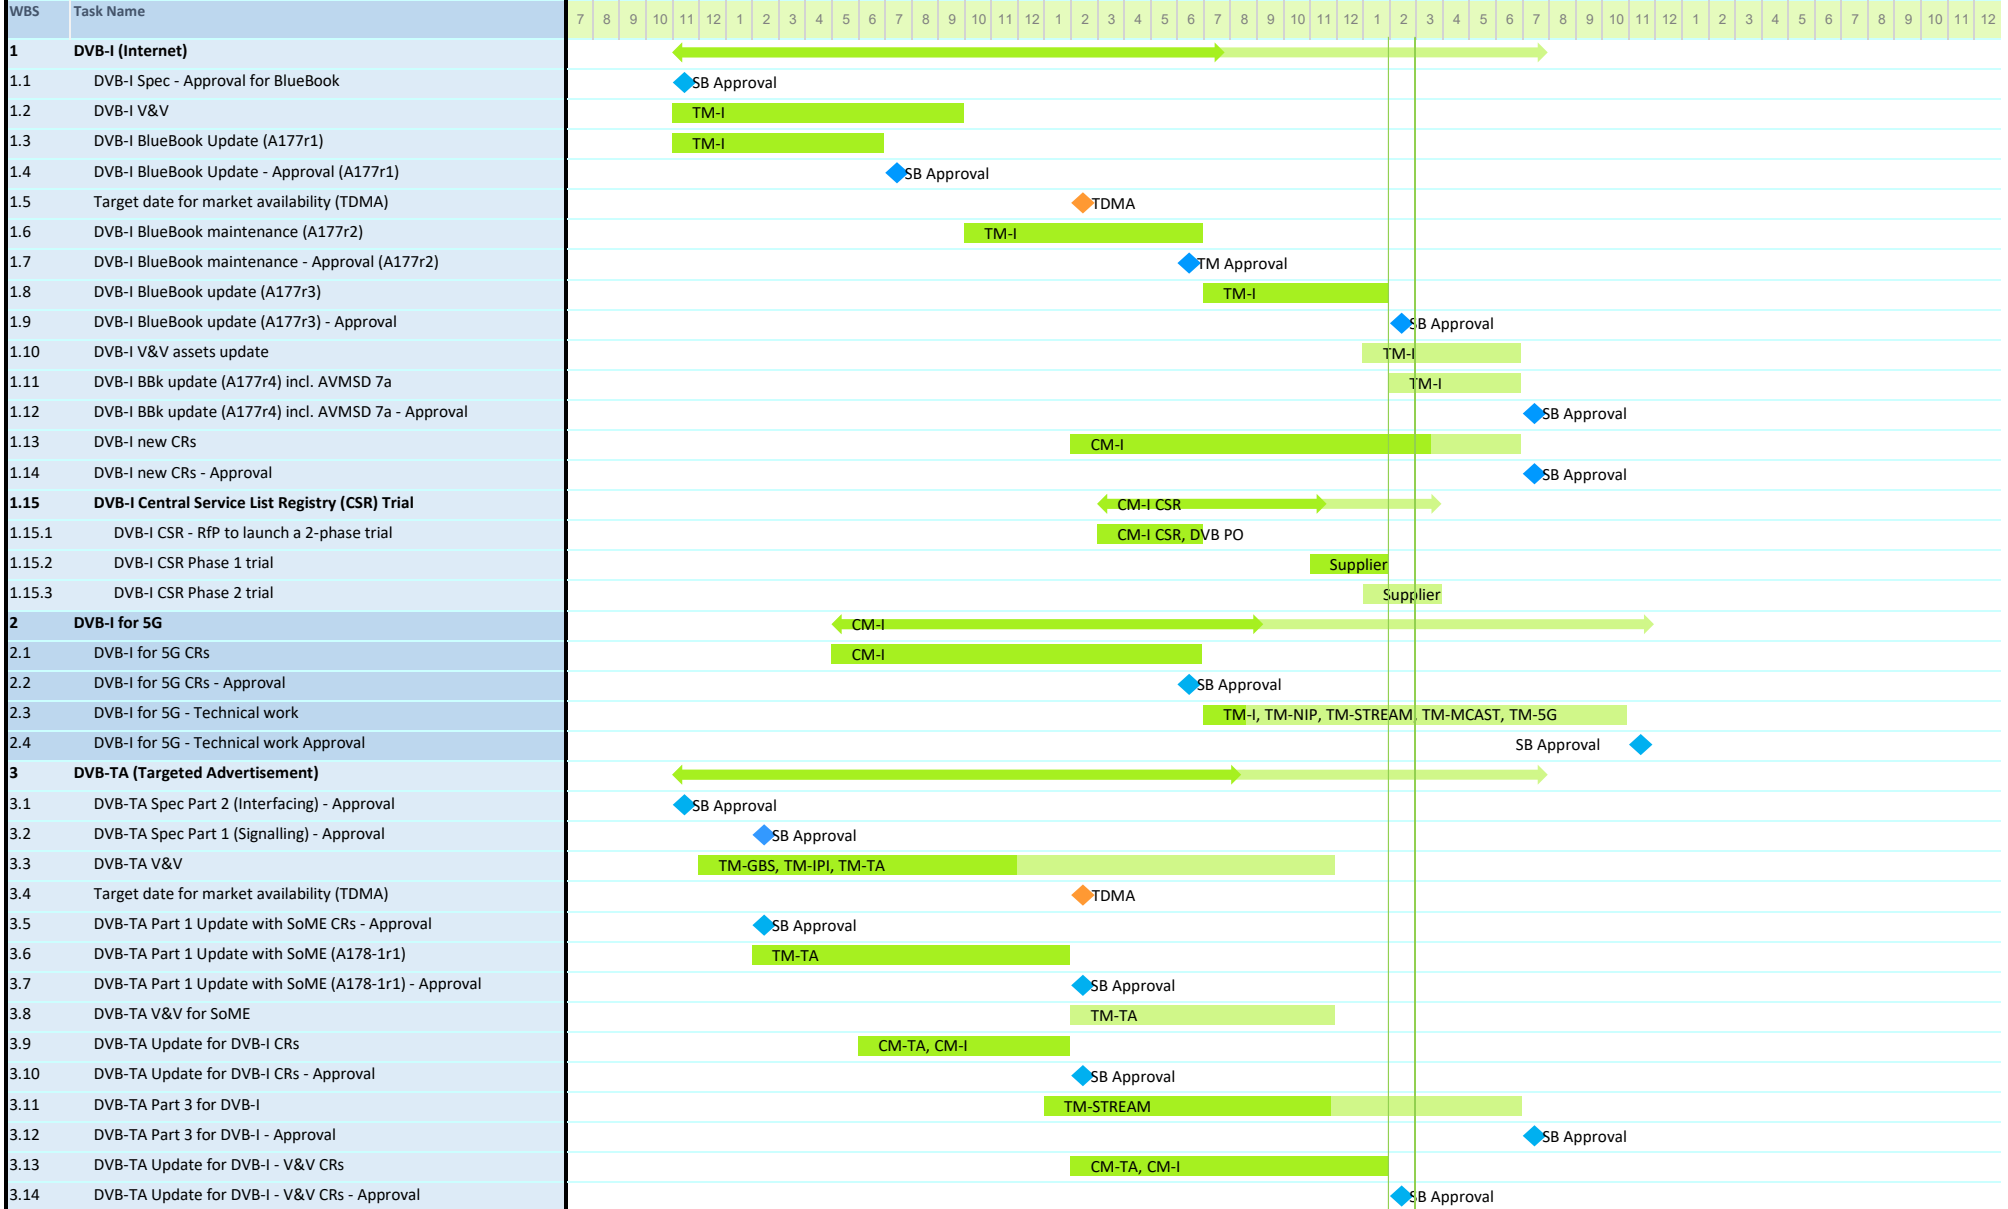 WBS Task Name 7 8 9 10 11 12 1 2 3 4 5 6 7 8 9 10 11 12 1 2 3 4 5 6 7 8 9 10 11 12 1 2 3 4 5 6 7 8 9 10 11 12 1 2 3 4 5 6 7 8 9 10 11 12
1 DVB-I (Internet)
1.1 DVB-I Spec - Approval for BlueBook SB Approval
1.2 DVB-I V&V TM-I
1.3 DVB-I BlueBook Update (A177r1) TM-I
1.4 DVB-I BlueBook Update - Approval (A177r1) SB Approval
1.5 Target date for market availability (TDMA) TDMA
1.6 DVB-I BlueBook maintenance (A177r2) TM-I
1.7 DVB-I BlueBook maintenance - Approval (A177r2) TM Approval
1.8 DVB-I BlueBook update (A177r3) TM-I
1.9 DVB-I BlueBook update (A177r3) - Approval SB Approval
1.10 DVB-I V&V assets update TM-I
1.11 DVB-I BBk update (A177r4) incl. AVMSD 7a TM-I
1.12 DVB-I BBk update (A177r4) incl. AVMSD 7a - Approval SB Approval
1.13 DVB-I new CRs CM-I
1.14 DVB-I new CRs - Approval SB Approval
1.15 DVB-I Central Service List Registry (CSR) Trial CM-I CSR
1.15.1 DVB-I CSR - RfP to launch a 2-phase trial CM-I CSR, DVB PO
1.15.2 DVB-I CSR Phase 1 trial Supplier
1.15.3 DVB-I CSR Phase 2 trial Supplier
2 DVB-I for 5G CM-I
2.1 DVB-I for 5G CRs CM-I
2.2 DVB-I for 5G CRs - Approval SB Approval
2.3 DVB-I for 5G - Technical work TM-I, TM-NIP, TM-STREAM, TM-MCAST, TM-5G
2.4 DVB-I for 5G - Technical work Approval SB Approval
3 DVB-TA (Targeted Advertisement)
3.1 DVB-TA Spec Part 2 (Interfacing) - Approval SB Approval
3.2 DVB-TA Spec Part 1 (Signalling) - Approval SB Approval
3.3 DVB-TA V&V TM-GBS, TM-IPI, TM-TA
3.4 Target date for market availability (TDMA) TDMA
3.5 DVB-TA Part 1 Update with SoME CRs - Approval SB Approval
3.6 DVB-TA Part 1 Update with SoME (A178-1r1) TM-TA
3.7 DVB-TA Part 1 Update with SoME (A178-1r1) - Approval SB Approval
3.8 DVB-TA V&V for SoME TM-TA
3.9 DVB-TA Update for DVB-I CRs CM-TA, CM-I
3.10 DVB-TA Update for DVB-I CRs - Approval SB Approval
3.11 DVB-TA Part 3 for DVB-I TM-STREAM
3.12 DVB-TA Part 3 for DVB-I - Approval SB Approval
3.13 DVB-TA Update for DVB-I - V&V CRs CM-TA, CM-I
3.14 DVB-TA Update for DVB-I - V&V CRs - Approval SB Approval